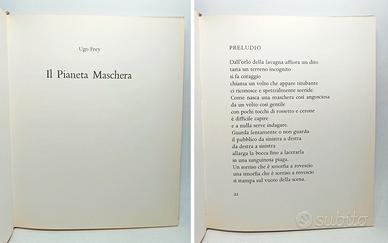 Ugo Frey
Il Pianeta Maschera
PRELUDIO
Dall'orlo della lavagna affiora un dito
tasta un terreno incognito
si fa coraggio
chiama un volto che appare titubante
ci riconosce e spettralmente sorride.
Come nasca una maschera così angosciosa
da un volto così gentile
con pochi tocchi di rossetto e cerone
è difficile capire
e a nulla serve indagare.
Guarda lentamente o non guarda
il pubblico da sinistra a destra
da destra a sinistra
allarga la bocca fino a lacerarla
in una sanguinosa piaga.
Un sorriso che è smorfia a rovescio
una smorfia che è sorriso a rovescio
si stampa sul vuoto della scena.
22
subito